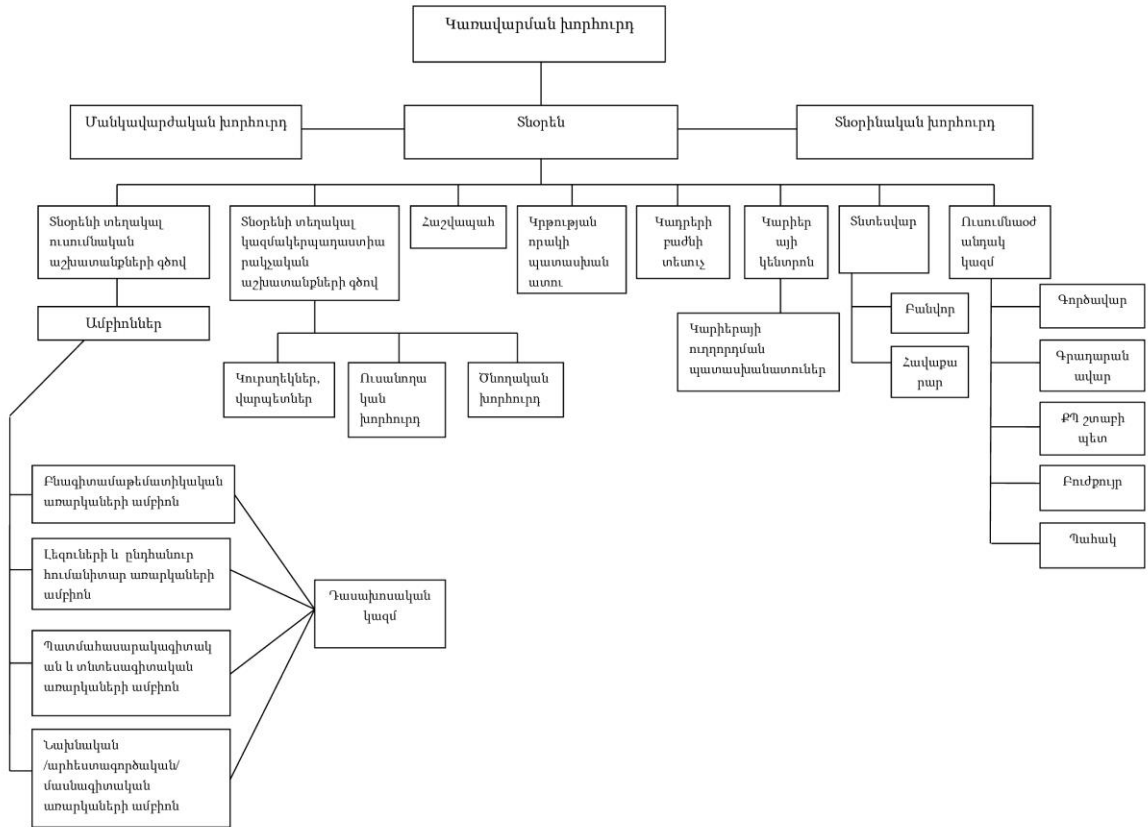 Կառավարման խորհուրդ
Մանկավարժական խորհուրդ
Տնօրեն
Տնօրինական խորհուրդ
Տնօրենի տեղակալ
ուսումնական
աշխատանքների գծով
Տնօրենի տեղակալ
կազմակերպադաստիա
րակչական
աշխատանքների գծով
Հաշվապահ
Կրթության
որակի
պատասխան
ատու
Կադրերի
բաժնի
տեսուչ
Կարիեր
այի
կենտրոն
Տնտեսվար
Ուսումնաօժ
անդակ
կազմ
Ամբիոններ
Կուրսղեկներ,
վարպետներ
Ուսանողա
կան
խորհուրդ
Ծնողական
խորհուրդ
Կարիերայի
ուղղորդման
պատասխանատուներ
Բանվոր
Հավաքա
րար
Գործավար
Գրադարան
ավար
ՔՊ շտաբի
պետ
Բուժքույր
Պահակ
Բնագիտամաթեմատիկական
առարկաների ամբիոն
Լեզուների և ընդհանուր
հումանիտար առարկաների
ամբիոն
Պատմահասարակագիտակ
ան և տնտեսագիտական
առարկաների ամբիոն
Նախնական
/արհեստագործական/
մասնագիտական
առարկաների ամբիոն
Դասախոսական
կազմ